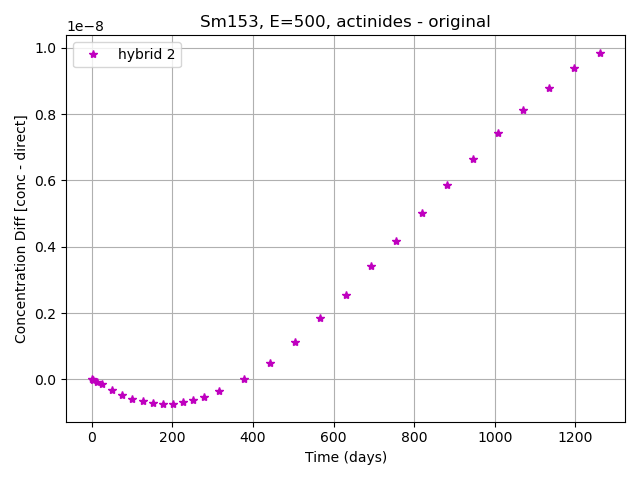 Sm153, E=500, actinides - original
1e−8
hybrid 2
1.0
0.8
0.6
0.4
0.2
0.0
Concentration Diff [conc - direct]
0 200 400 600 800 1000 1200
Time (days)